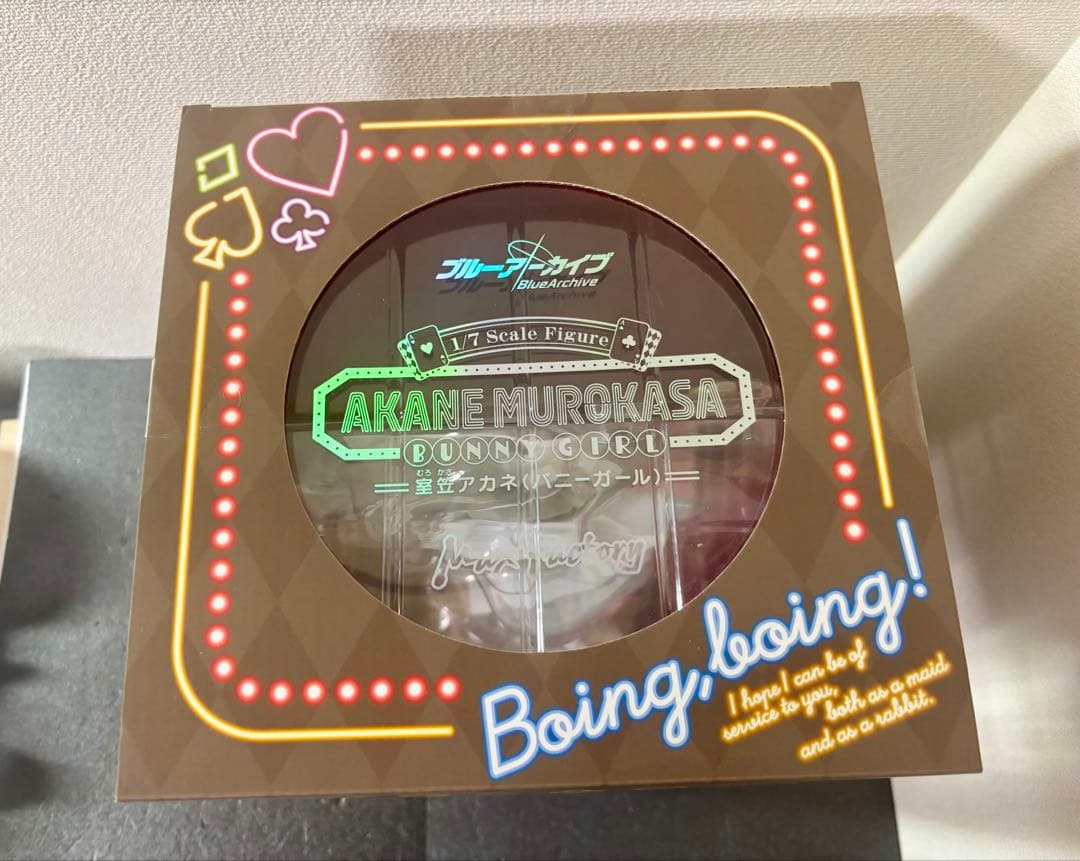 ブルーアーカイブ
BlueArchive
1/7 Scale Figure
AKANE MUROKASA
BUNNY GIRL
むろ かさ
室笠アカネ(バニーガール)
Max Factory
Boing, boing!
I hope I can be of
service to you,
both as a maid
and as a rabbit.